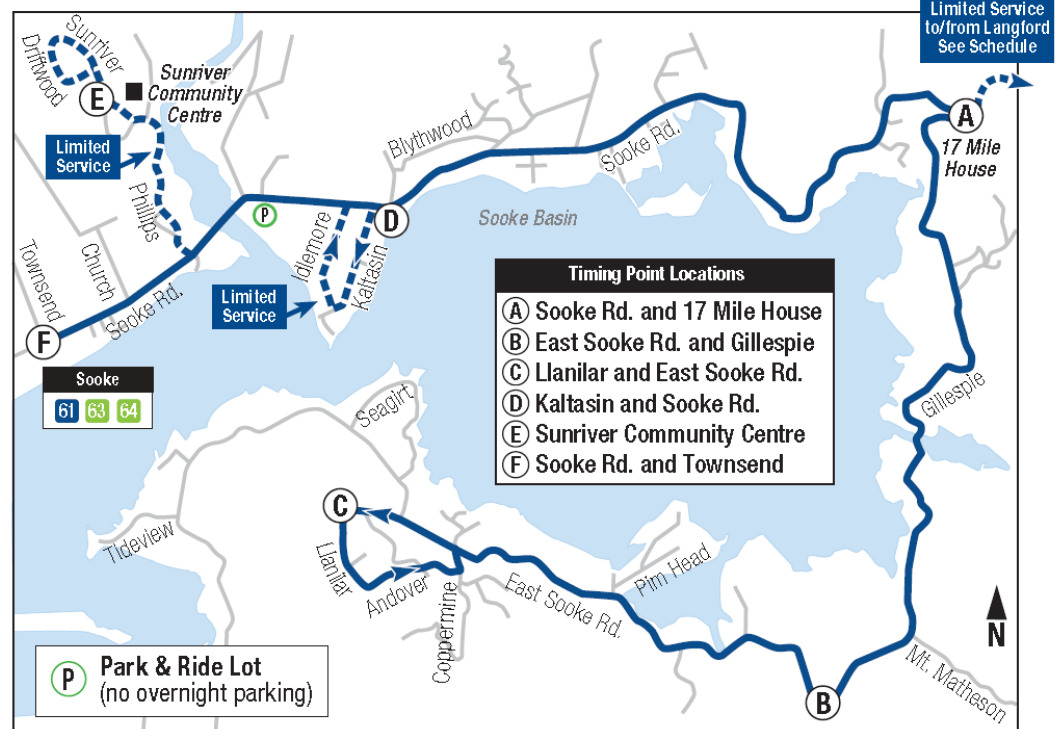 Limited Service
to/from Langford
See Schedule
Sunriver
Driftwood
E
Sunriver
Community
Centre
Limited
Service
Phillips
Blythwood
Sooke Rd.
A
17 Mile
House
P
D
Sooke Basin
Idlemore
Kaltasin
Townsend
Church
Sooke Rd.
Limited
Service
F
Sooke
61 63 64
Timing Point Locations
A Sooke Rd. and 17 Mile House
B East Sooke Rd. and Gillespie
C Llanilar and East Sooke Rd.
D Kaltasin and Sooke Rd.
E Sunriver Community Centre
F Sooke Rd. and Townsend
Gillespie
Seagirt
C
Tideview
Llanilar
Andover
Coppermine
East Sooke Rd.
Pim Head
N
Mt. Matheson
B
P Park & Ride Lot
(no overnight parking)